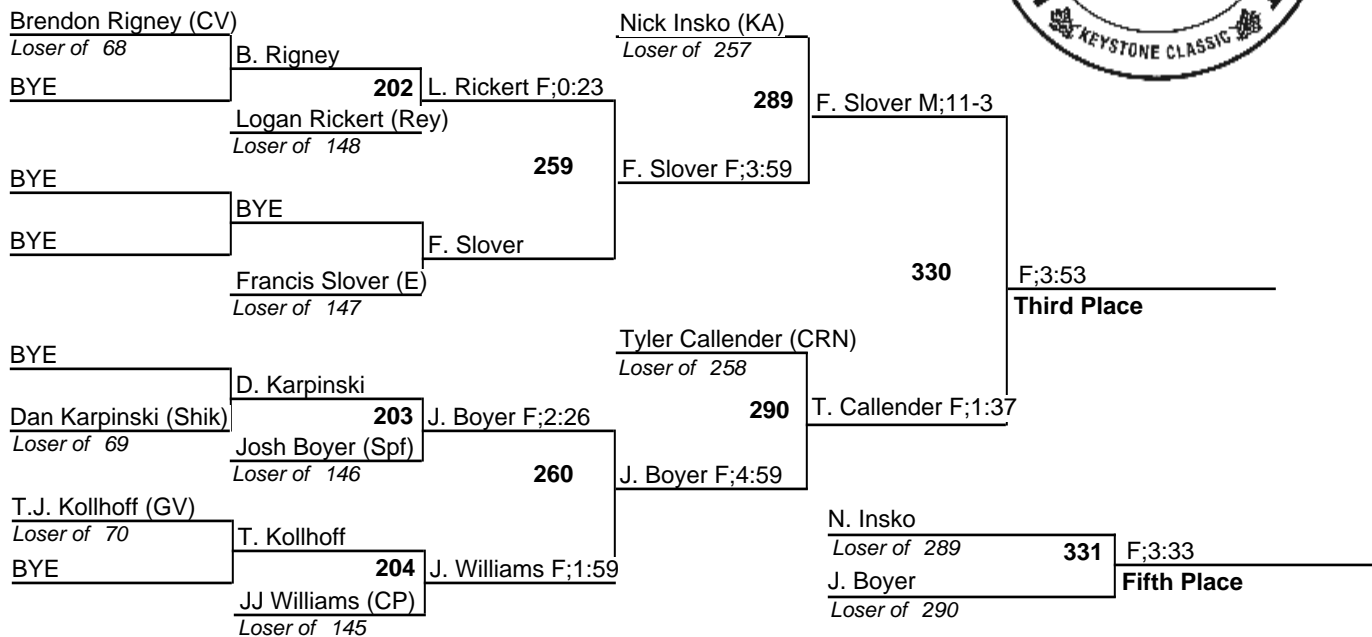 Brendon Rigney (CV)
Loser of 68
BYE
B. Rigney
202
Logan Rickert (Rey)
Loser of 148
L. Rickert F;0:23
BYE
BYE
BYE
Francis Slover (E)
Loser of 147
F. Slover
259
Nick Insko (KA)
Loser of 257
289
F. Slover F;3:59
F. Slover M;11-3
KEYSTONE CLASSIC
BYE
Dan Karpinski (Shik)
Loser of 69
D. Karpinski
203
Josh Boyer (Spf)
Loser of 146
J. Boyer F;2:26
T.J. Kollhoff (GV)
Loser of 70
BYE
T. Kollhoff
204
JJ Williams (CP)
Loser of 145
J. Williams F;1:59
260
Tyler Callender (CRN)
Loser of 258
290
J. Boyer F;4:59
T. Callender F;1:37
330
F;3:53
Third Place
N. Insko
Loser of 289
331
J. Boyer
Loser of 290
F;3:33
Fifth Place